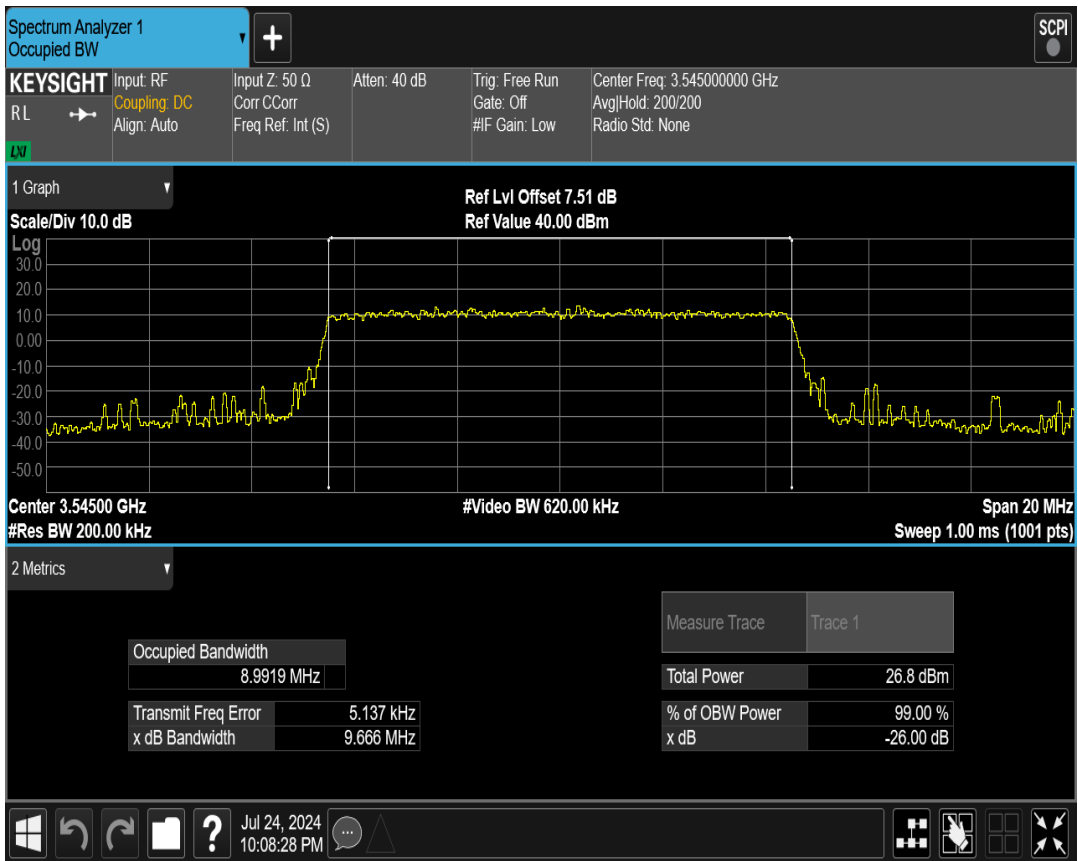 Spectrum Analyzer 1
Occupied BW
+
SCPI
KEYSIGHT
R L
LXI
Input: RF
Coupling: DC
Align: Auto
Input Z: 50 Ω
Corr CCorr
Freq Ref: Int (S)
Atten: 40 dB
Trig: Free Run
Gate: Off
#IF Gain: Low
Center Freq: 3.545000000 GHz
Avg|Hold: 200/200
Radio Std: None
1 Graph
Scale/Div 10.0 dB
Ref Lvl Offset 7.51 dB
Ref Value 40.00 dBm
Log
30.0
20.0
10.0
0.00
-10.0
-20.0
-30.0
-40.0
-50.0
Center 3.54500 GHz
#Video BW 620.00 kHz
Span 20 MHz
#Res BW 200.00 kHz
Sweep 1.00 ms (1001 pts)
2 Metrics
Measure Trace Trace 1
Occupied Bandwidth
8.9919 MHz
Total Power 26.8 dBm
Transmit Freq Error 5.137 kHz
% of OBW Power 99.00 %
x dB Bandwidth 9.666 MHz
x dB -26.00 dB
?
Jul 24, 2024
10:08:28 PM